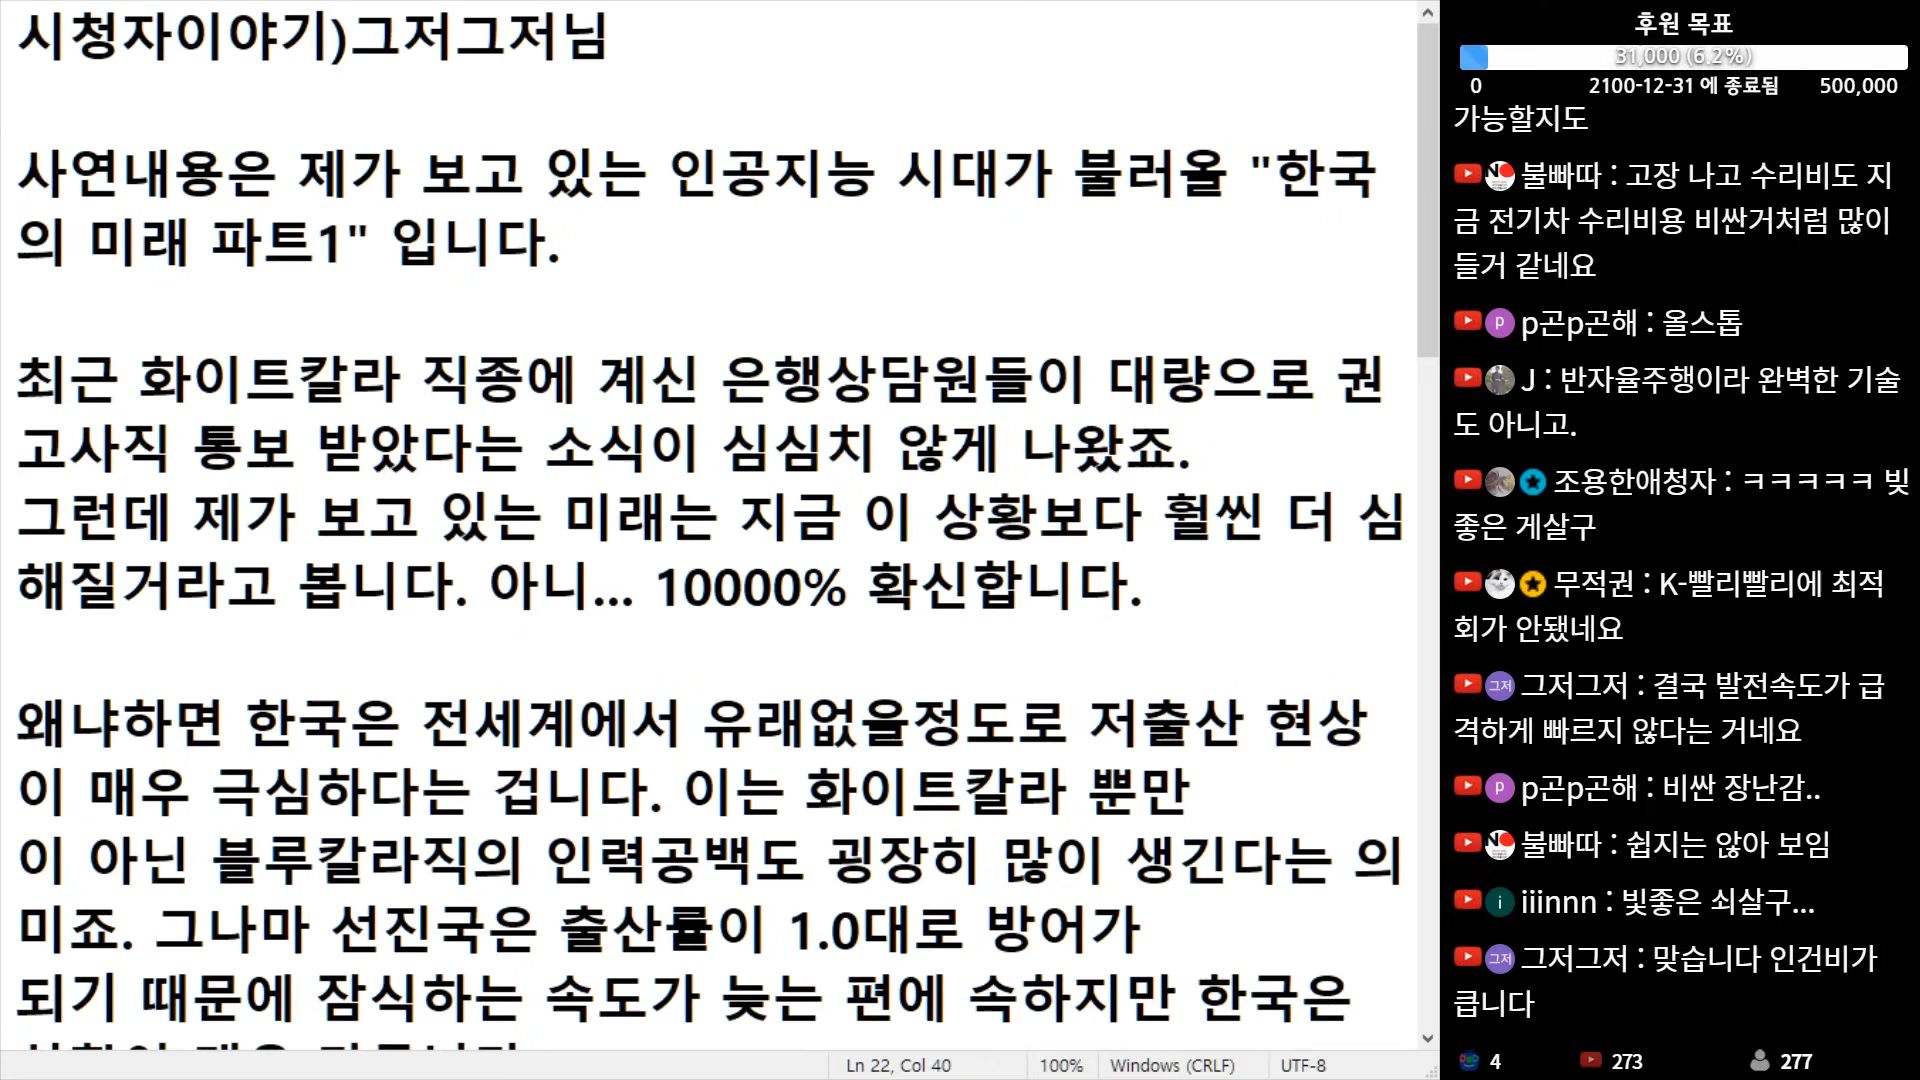 시청자이야기)그저그저님
사연내용은 제가 보고 있는 인공지능 시대가 불러올 "한국
의 미래 파트1" 입니다.
최근 화이트칼라 직종에 계신 은행상담원들이 대량으로 권
고사직 통보 받았다는 소식이 심심치 않게 나왔죠.
그런데 제가 보고 있는 미래는 지금 이 상황보다 훨씬 더 심
해질거라고 봅니다. 아니... 10000% 확신합니다.
왜냐하면 한국은 전세계에서 유래없을정도로 저출산 현상
이 매우 극심하다는 겁니다. 이는 화이트칼라 뿐만
이 아닌 블루칼라직의 인력공백도 굉장히 많이 생긴다는 의
미죠. 그나마 선진국은 출산률이 1.0대로 방어가
되기 때문에 잠식하는 속도가 늦는 편에 속하지만 한국은
Ln 22, Col 40
100%
Windows (CRLF)
UTF-8
후원 목표
31,000 (6.2%)
0
2100-12-31 에 종료됨
500,000
가능할지도
불빠따 : 고장 나고 수리비도 지
금 전기차 수리비용 비싼거처럼 많이
들거 같네요
p
p곤p곤해 : 올스톱
J : 반자율주행이라 완벽한 기술
도 아니고.
조용한애청자 : ㅋㅋㅋㅋㅋ 빛
좋은 게살구
무적권 : K-빨리빨리에 최적
회가 안됐네요
그저
그저그저 : 결국 발전속도가 급
격하게 빠르지 않다는 거네요
p
p곤p곤해 : 비싼 장난감..
불빠따 : 쉽지는 않아 보임
i
iiinnn : 빛좋은 쇠살구...
그저
그저그저 : 맞습니다 인건비가
큽니다
4
273
277